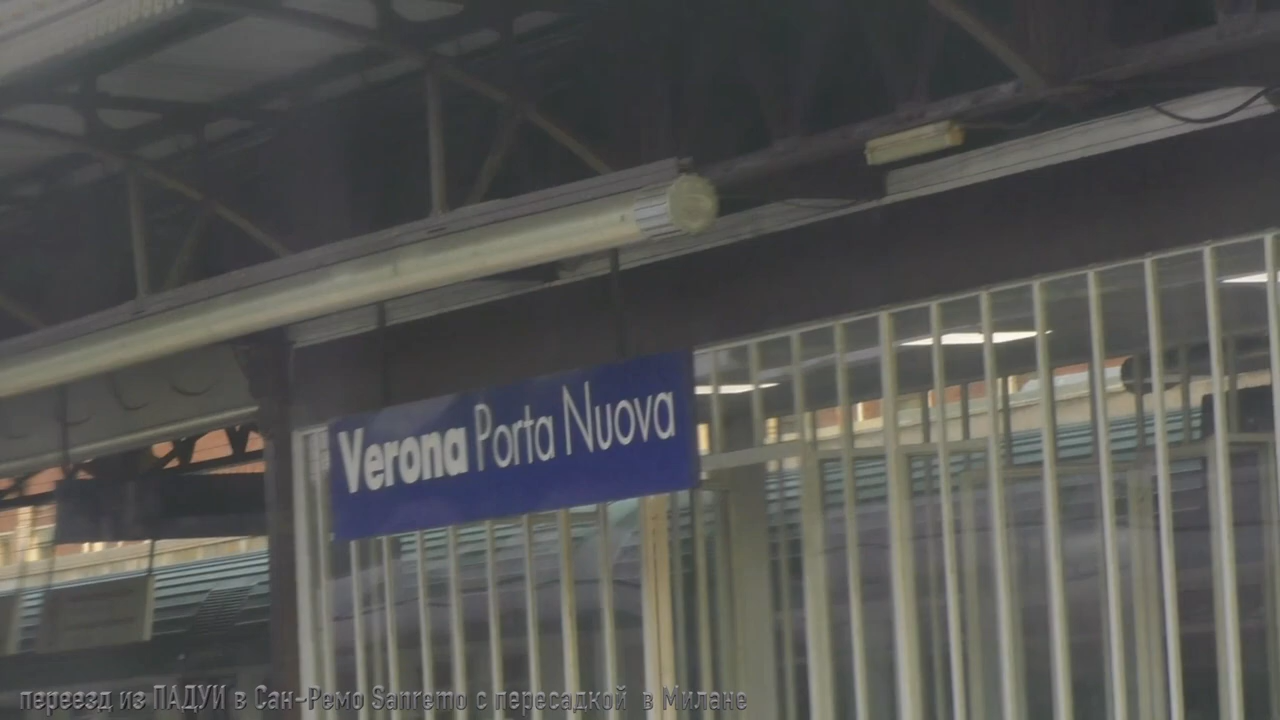 Verona Porta Nuova
переезд из ПАДУИ в Сан-Ремо Sanremo с пересадкой в Милане